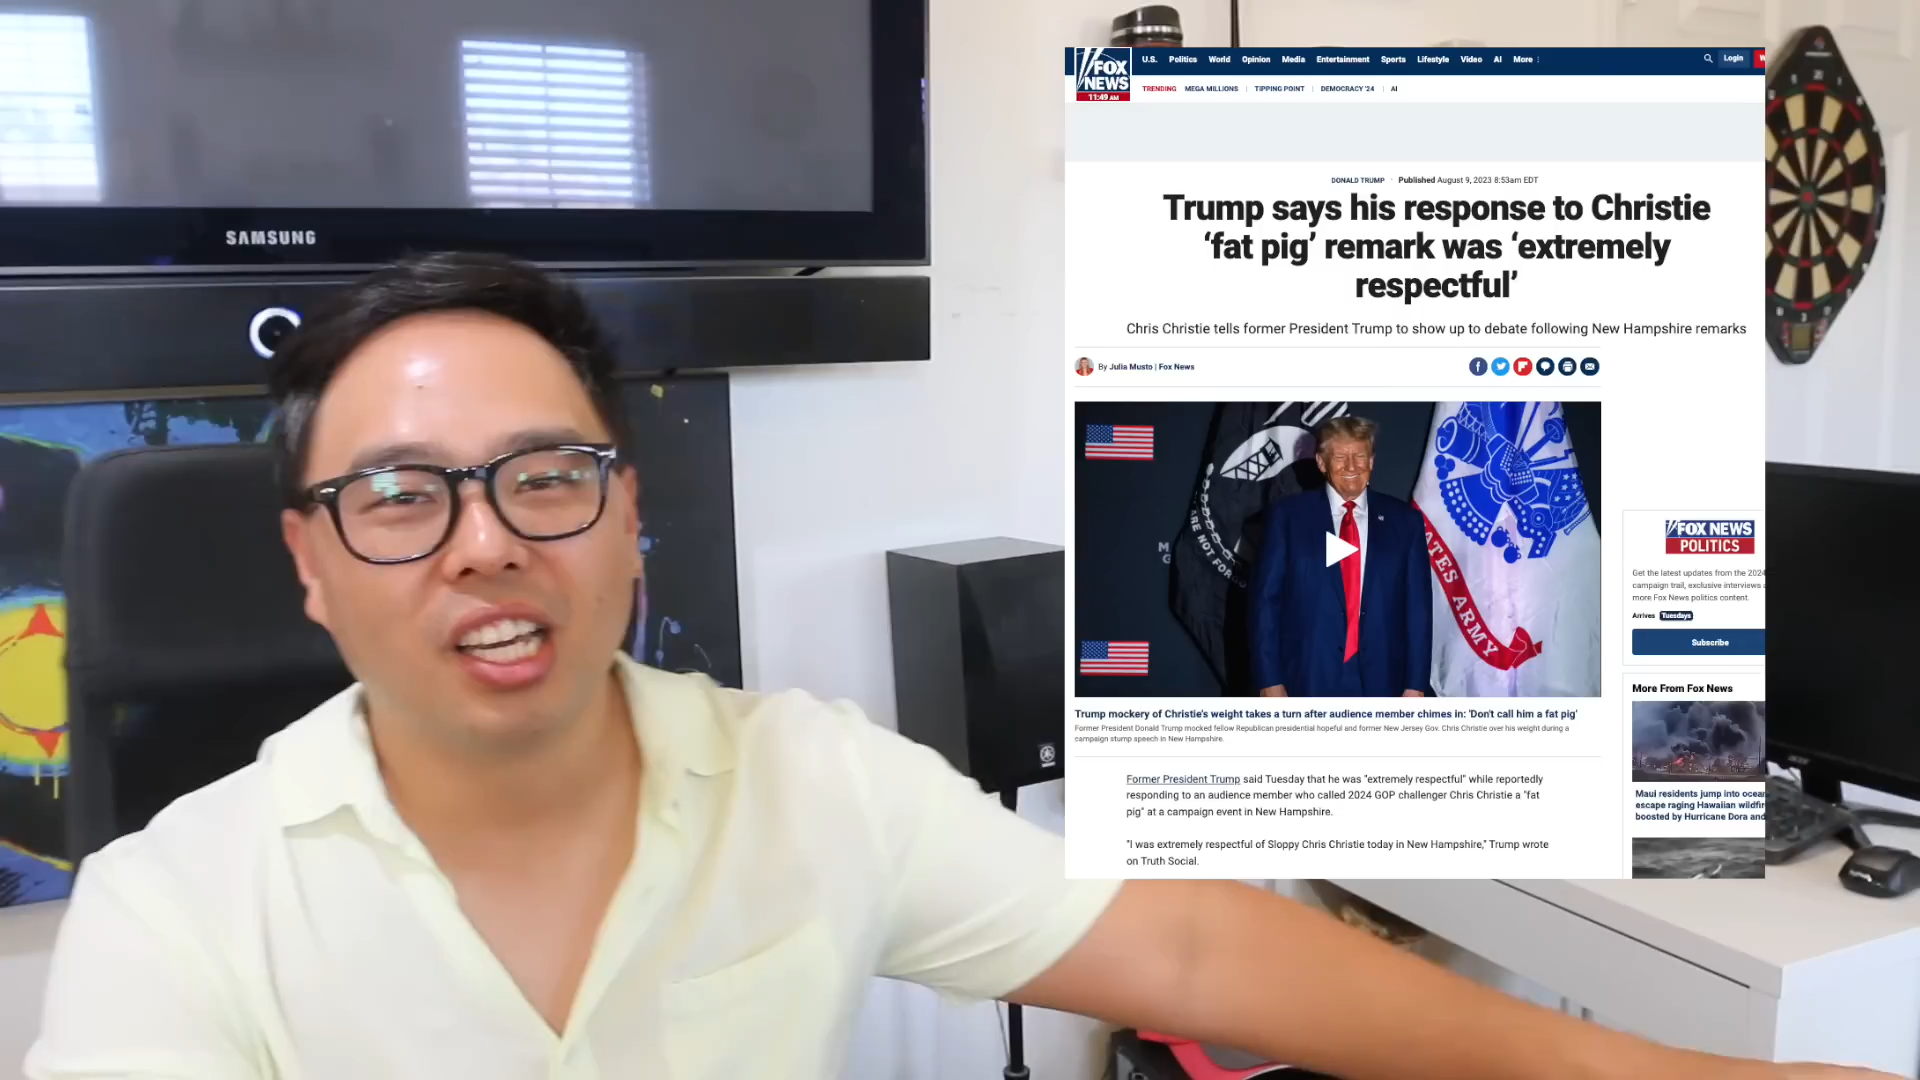 SAMSUNG
FOX
NEWS
11:49 AM
U.S. Politics World Opinion Media Entertainment Sports Lifestyle Video AI More Login
TRENDING MEGA MILLIONS TIPPING POINT DEMOCRACY '24 AI
DONALD TRUMP · Published August 9, 2023 8:53am EDT
Trump says his response to Christie
‘fat pig’ remark was ‘extremely
respectful’
Chris Christie tells former President Trump to show up to debate following New Hampshire remarks
By Julia Musto | Fox News
ARE NOT FORGO
ATES ARMY
Trump mockery of Christie's weight takes a turn after audience member chimes in: 'Don't call him a fat pig'
Former President Donald Trump mocked fellow Republican presidential hopeful and former New Jersey Gov. Chris Christie over his weight during a
campaign stump speech in New Hampshire.
Former President Trump said Tuesday that he was "extremely respectful" while reportedly
responding to an audience member who called 2024 GOP challenger Chris Christie a "fat
pig" at a campaign event in New Hampshire.
"I was extremely respectful of Sloppy Chris Christie today in New Hampshire," Trump wrote
on Truth Social.
FOX NEWS
POLITICS
Get the latest updates from the 2024
campaign trail, exclusive interviews
more Fox News politics content.
Arrives Tuesdays
Subscribe
More From Fox News
Maui residents jump into ocean
escape raging Hawaiian wildfir
boosted by Hurricane Dora and